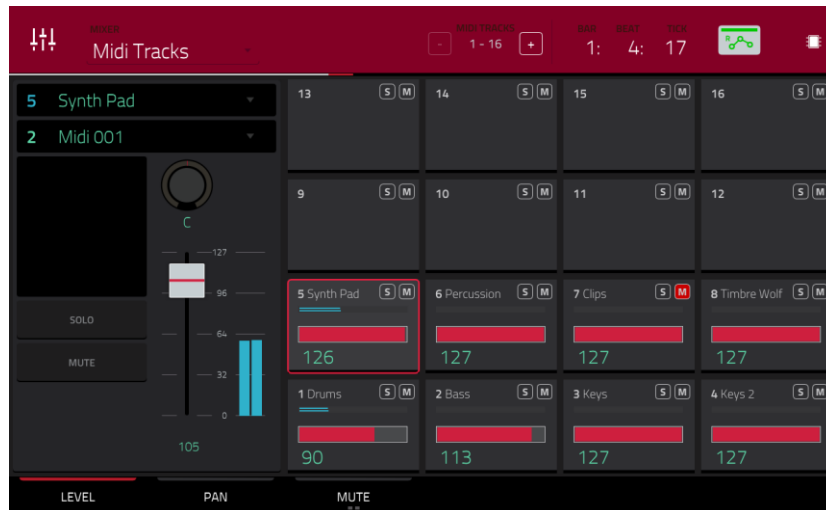 MIXER
Midi Tracks
MIDI TRACKS
- 1 - 16 +
BAR BEAT TICK
1: 4: 17
5 Synth Pad
2 Midi 001
C
127
96
64
32
0
105
SOLO
MUTE
13 S M
14 S M
15 S M
16 S M
9 S M
10 S M
11 S M
12 S M
5 Synth Pad S M
126
6 Percussion S M
127
7 Clips S M
127
8 Timbre Wolf S M
127
1 Drums S M
90
2 Bass S M
113
3 Keys S M
127
4 Keys 2 S M
127
LEVEL
PAN
MUTE